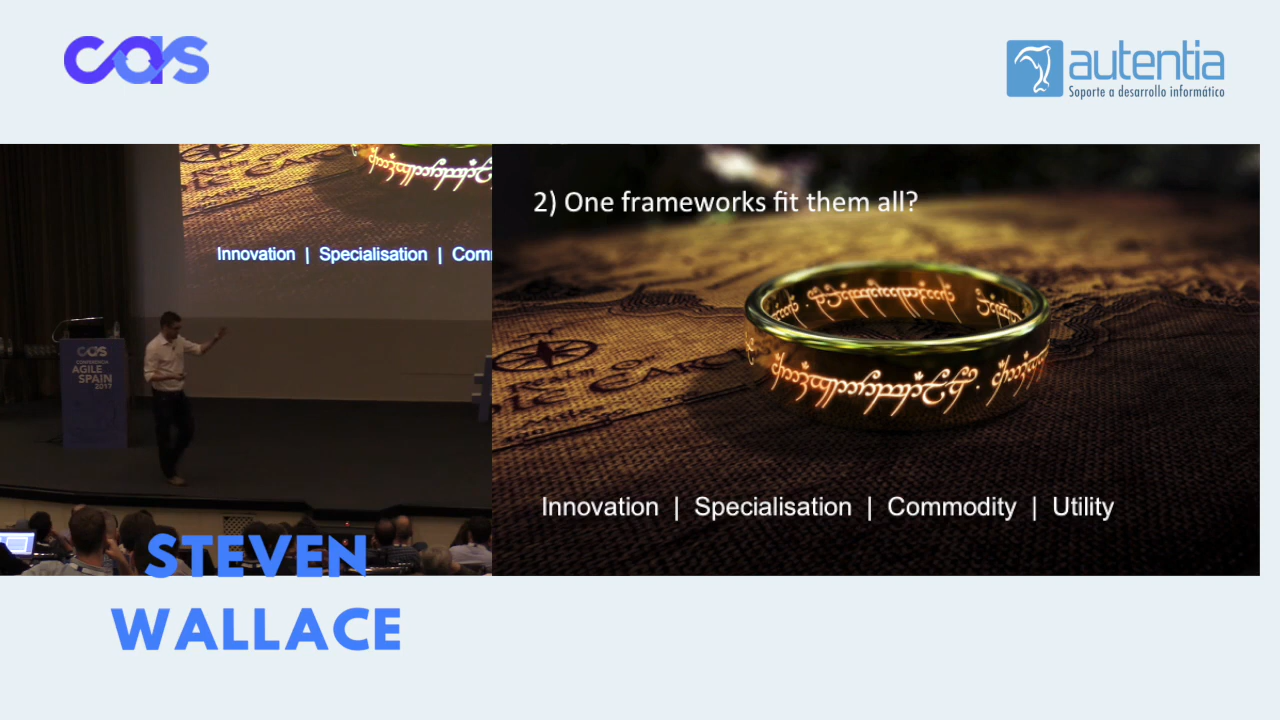 cas
autentia
Soporte a desarrollo informático
Innovation | Specialisation | Com
cas
CONFERENCIA
AGILE
SPAIN
2017
2) One frameworks fit them all?
Innovation | Specialisation | Commodity | Utility
STEVEN
WALLACE